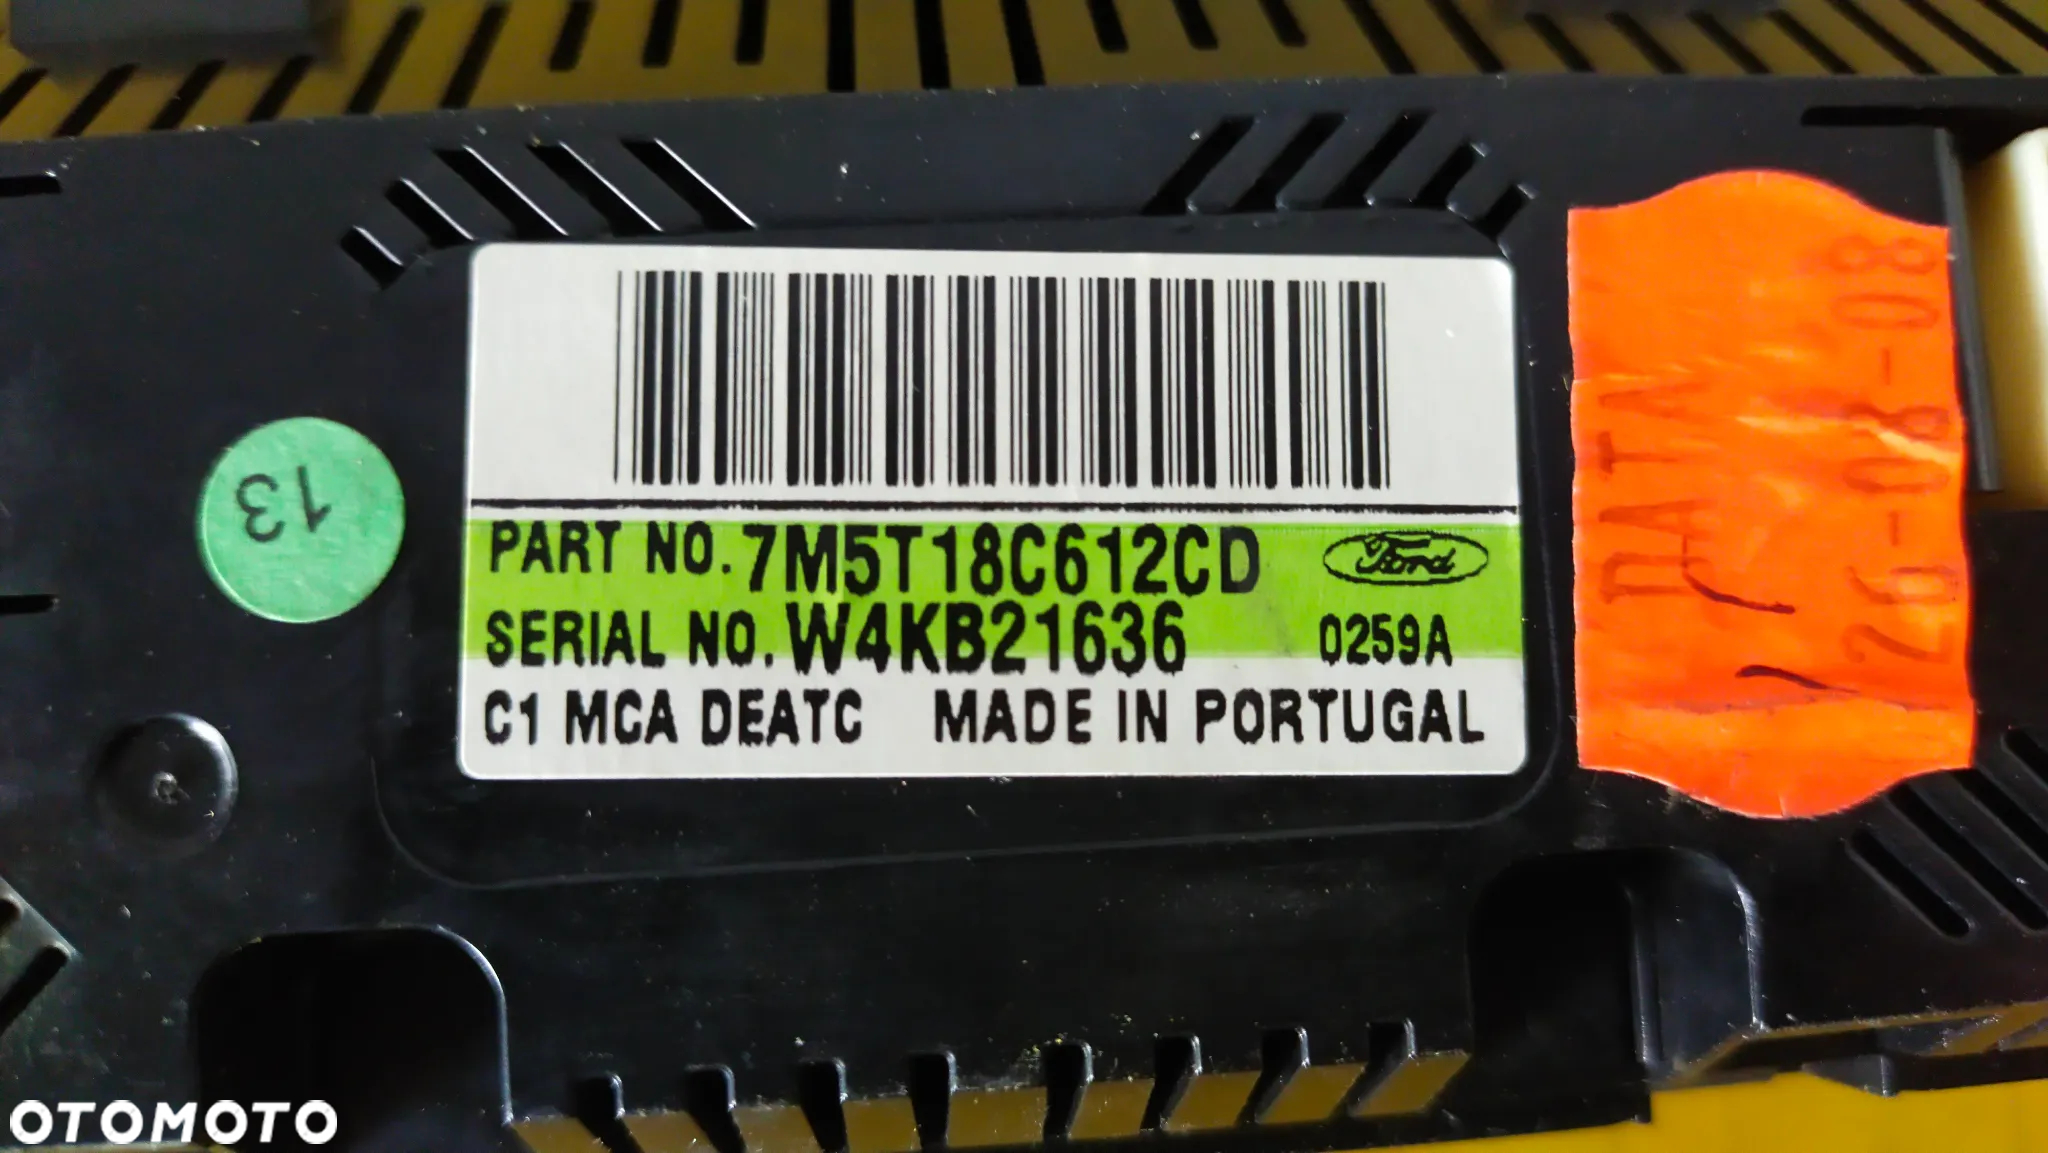 PART NO. 7M5T18C612CD Ford
SERIAL NO. W4KB21636 0259A
C1 MCA DEATC MADE IN PORTUGAL
13
DATA
26-08-08
OTOMOTO